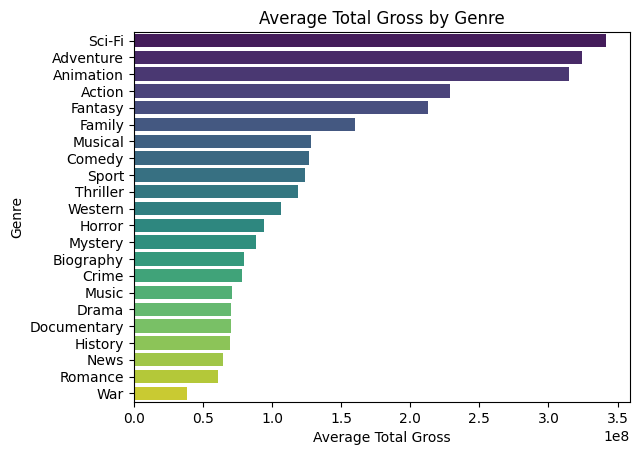 Average Total Gross by Genre
Genre
Sci-Fi
Adventure
Animation
Action
Fantasy
Family
Musical
Comedy
Sport
Thriller
Western
Horror
Mystery
Biography
Crime
Music
Drama
Documentary
History
News
Romance
War
0.0 0.5 1.0 1.5 2.0 2.5 3.0 3.5
1e8
Average Total Gross